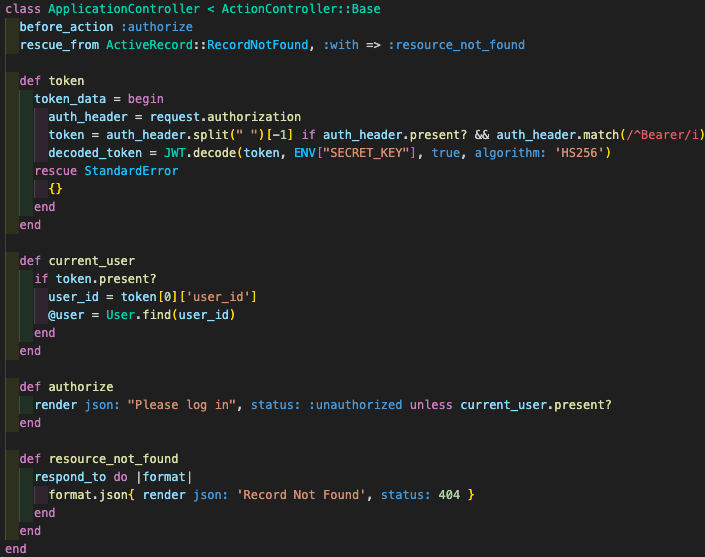 class ApplicationController < ActionController::Base
  before_action :authorize
  rescue_from ActiveRecord::RecordNotFound, :with => :resource_not_found

  def token
    token_data = begin
      auth_header = request.authorization
      token = auth_header.split(" ")[-1] if auth_header.present? && auth_header.match(/^Bearer/i)
      decoded_token = JWT.decode(token, ENV["SECRET_KEY"], true, algorithm: 'HS256')
    rescue StandardError
      {}
    end
  end

  def current_user
    if token.present?
      user_id = token[0]['user_id']
      @user = User.find(user_id)
    end
  end

  def authorize
    render json: "Please log in", status: :unauthorized unless current_user.present?
  end

  def resource_not_found
    respond_to do |format|
      format.json{ render json: 'Record Not Found', status: 404 }
    end
  end
end